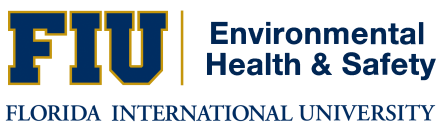 FIU
Environmental
Health & Safety
FLORIDA INTERNATIONAL UNIVERSITY